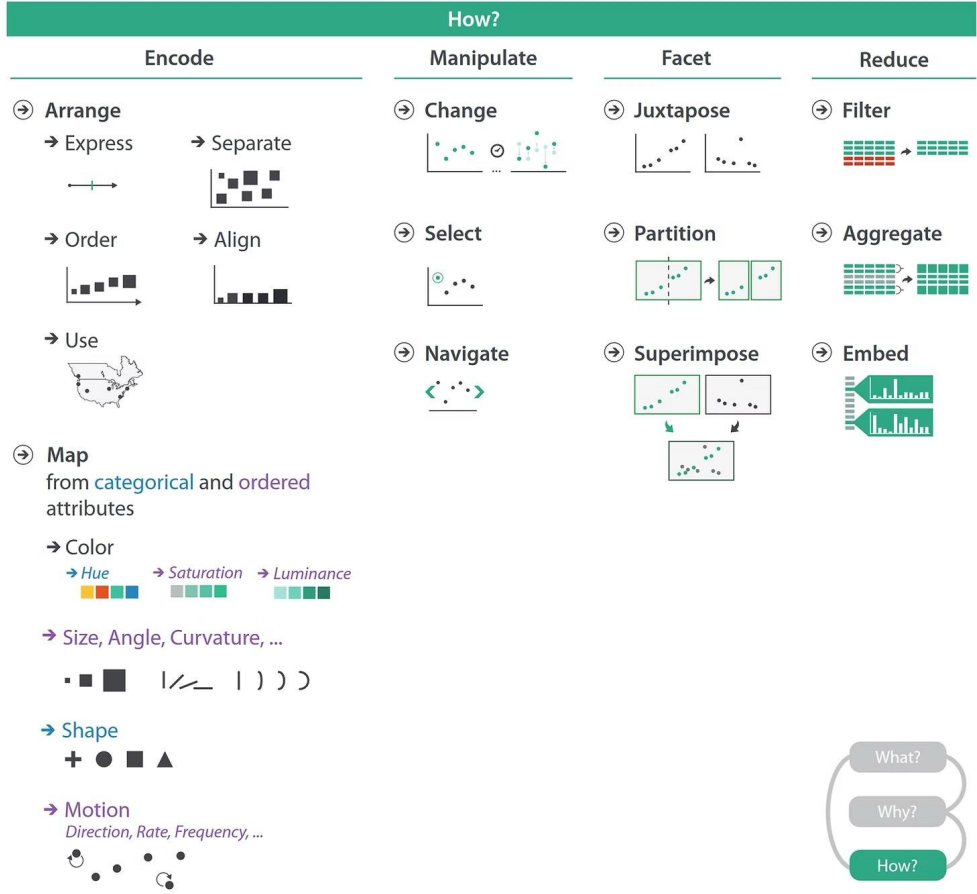 How?
Encode
Manipulate
Facet
Reduce
Arrange
Express
Separate
Order
Align
Use
Map
from categorical and ordered
attributes
Color
Hue
Saturation
Luminance
Size, Angle, Curvature, ...
Shape
Motion
Direction, Rate, Frequency, ...
Change
...
Select
Navigate
Juxtapose
Partition
Superimpose
Filter
Aggregate
Embed
What?
Why?
How?